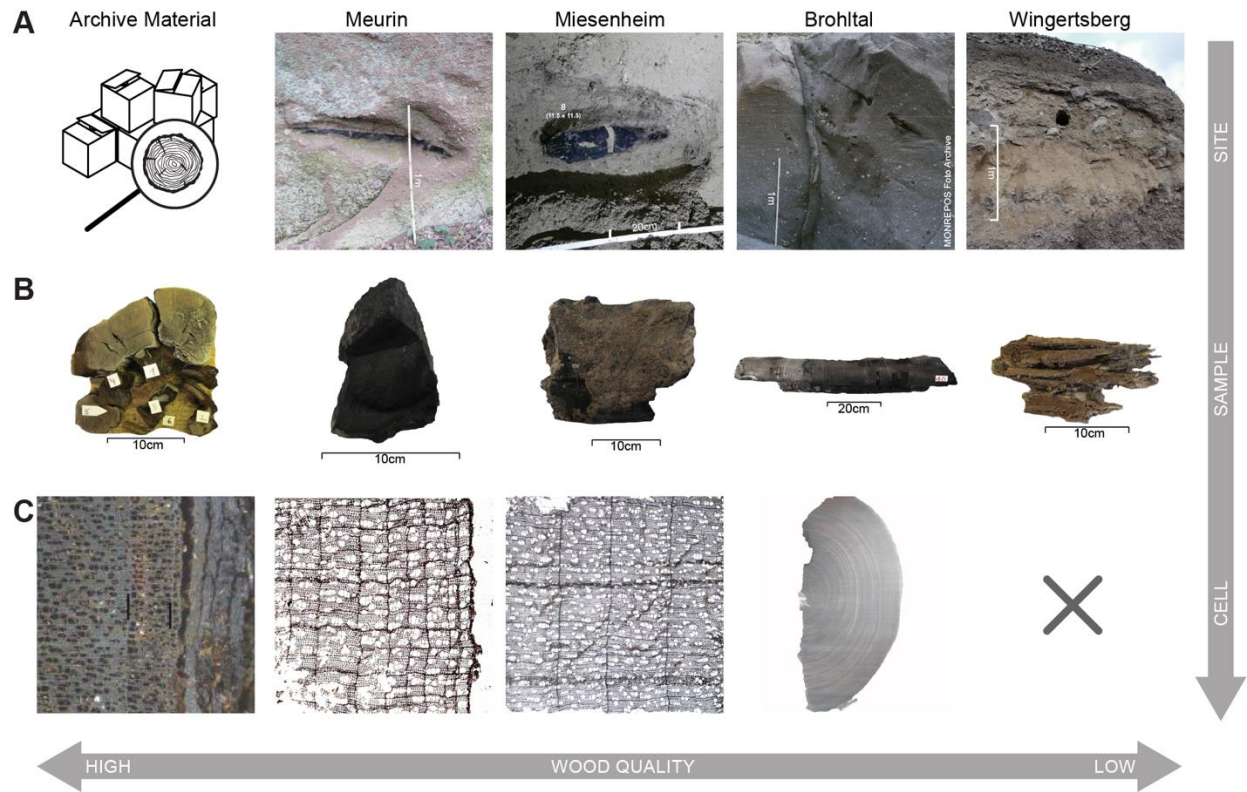 Archive Material
Meurin
Miesenheim
Brohltal
Wingertsberg
A
1m
8
(11.5 x 11.5)
20cm
1m
MONREPOS Foto Archive
1m
SITE
B
10cm
10cm
10cm
20cm
10cm
SAMPLE
C
CELL
HIGH
WOOD QUALITY
LOW